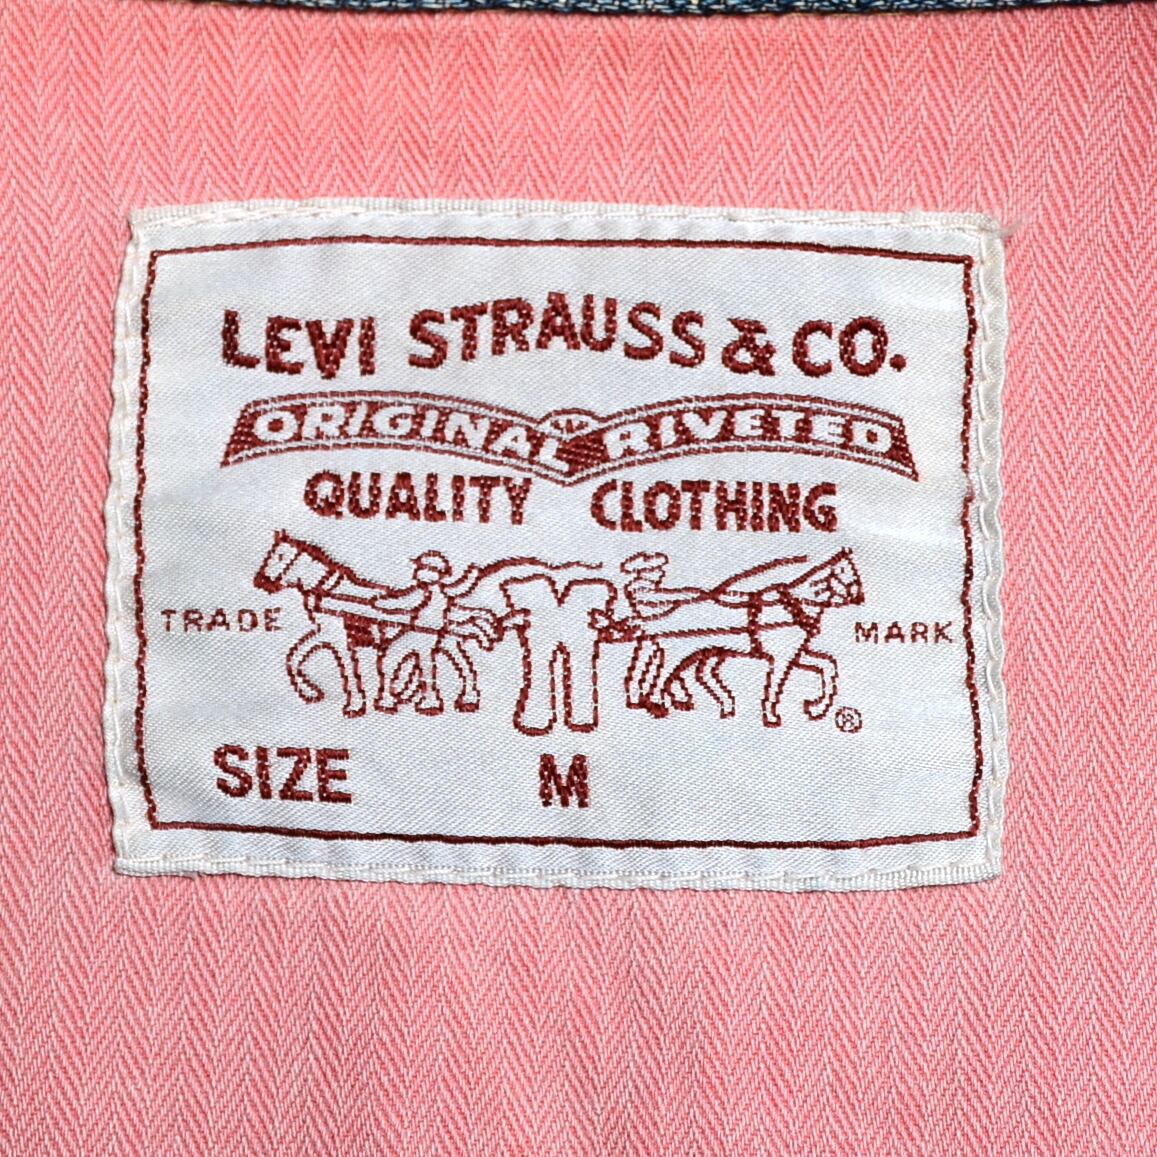 LEVI STRAUSS & CO.
ORIGINAL RIVETED
QUALITY CLOTHING
TRADE MARK
®
SIZE M